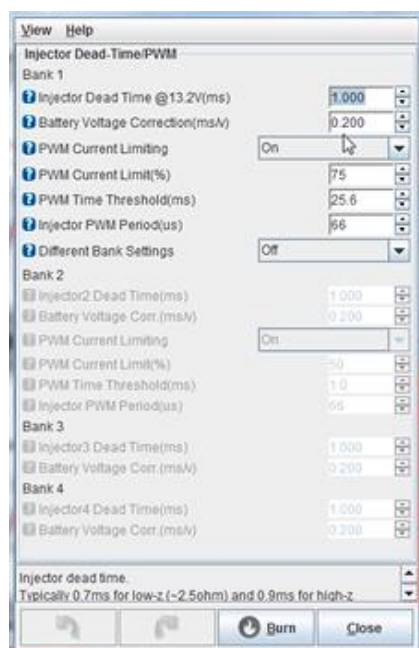 View Help
Injector Dead-Time/PWM
Bank 1
Injector Dead Time @13.2V(ms) 1.000
Battery Voltage Correction(ms/v) 0.200
PWM Current Limiting On
PWM Current Limit(%) 75
PWM Time Threshold(ms) 25.6
Injector PWM Period(us) 66
Different Bank Settings Off
Bank 2
Injector2 Dead Time(ms) 1.000
Battery Voltage Corr.(ms/v) 0.200
PWM Current Limiting On
PWM Current Limit(%) 50
PWM Time Threshold(ms) 1.0
Injector PWM Period(us) 66
Bank 3
Injector3 Dead Time(ms) 1.000
Battery Voltage Corr.(ms/v) 0.200
Bank 4
Injector4 Dead Time(ms) 1.000
Battery Voltage Corr.(ms/v) 0.200
Injector dead time.
Typically 0.7ms for low-z (~2.5ohm) and 0.9ms for high-z
Burn Close